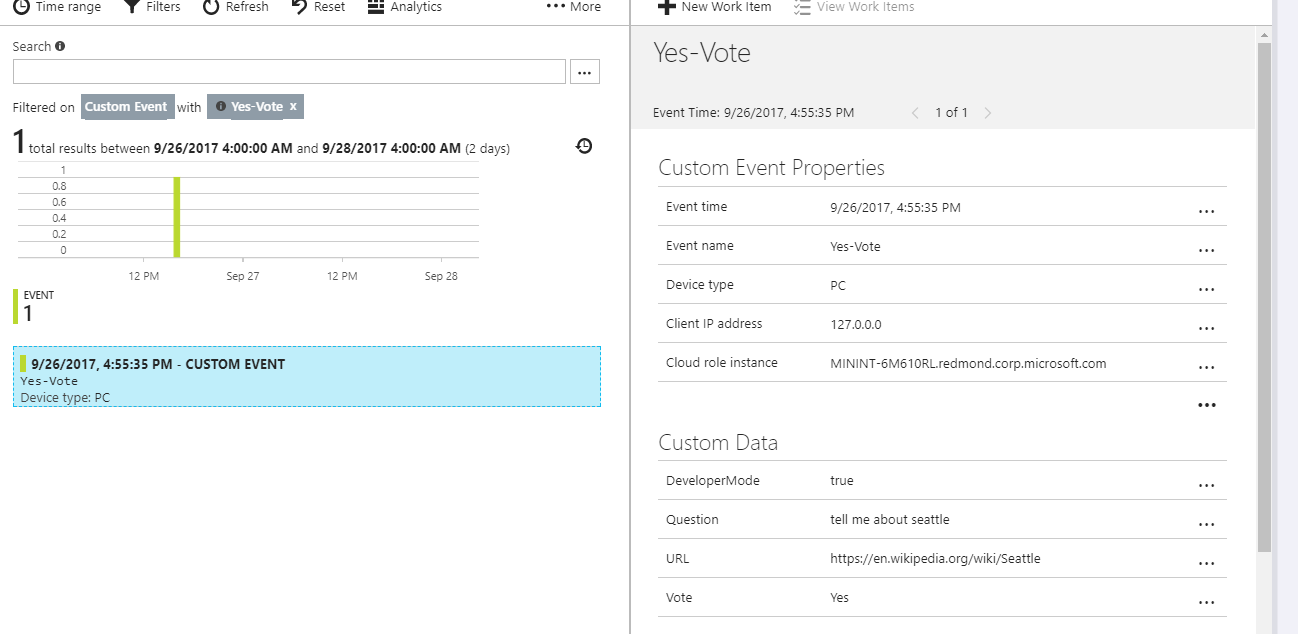 Time range Filters Refresh Reset Analytics ... More
Search
...
Filtered on Custom Event with Yes-Vote x
1 total results between 9/26/2017 4:00:00 AM and 9/28/2017 4:00:00 AM (2 days)
1
0.8
0.6
0.4
0.2
0
12 PM Sep 27 12 PM Sep 28
EVENT
1
9/26/2017, 4:55:35 PM - CUSTOM EVENT
Yes-Vote
Device type: PC
New Work Item View Work Items
Yes-Vote
Event Time: 9/26/2017, 4:55:35 PM < 1 of 1 >
Custom Event Properties
Event time 9/26/2017, 4:55:35 PM ...
Event name Yes-Vote ...
Device type PC ...
Client IP address 127.0.0.0 ...
Cloud role instance MININT-6M610RL.redmond.corp.microsoft.com ...
...
Custom Data
DeveloperMode true ...
Question tell me about seattle ...
URL https://en.wikipedia.org/wiki/Seattle ...
Vote Yes ...